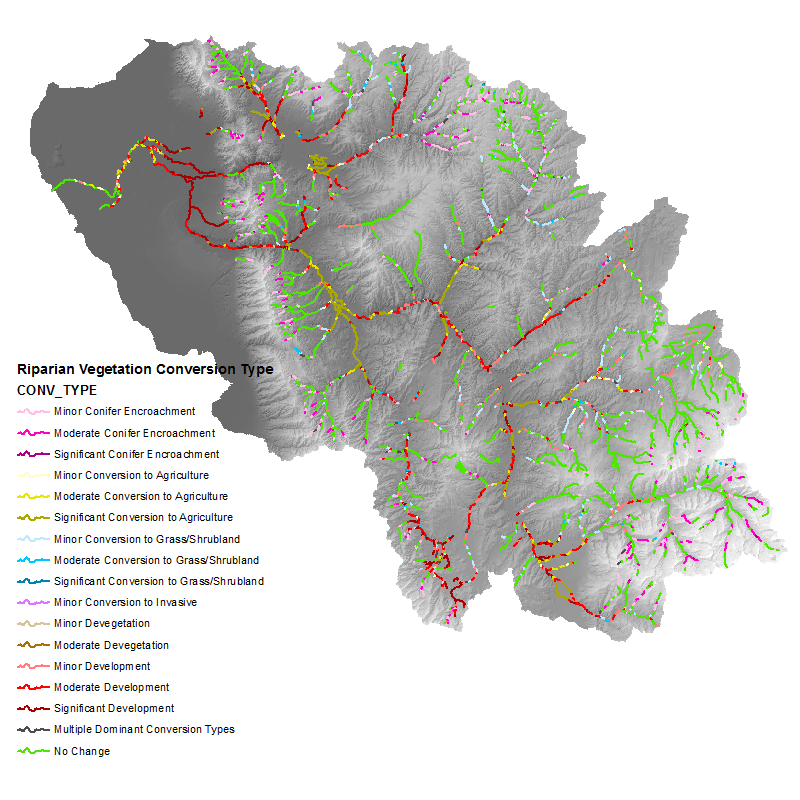 Riparian Vegetation Conversion Type
CONV_TYPE
Minor Conifer Encroachment
Moderate Conifer Encroachment
Significant Conifer Encroachment
Minor Conversion to Agriculture
Moderate Conversion to Agriculture
Significant Conversion to Agriculture
Minor Conversion to Grass/Shrubland
Moderate Conversion to Grass/Shrubland
Significant Conversion to Grass/Shrubland
Minor Conversion to Invasive
Minor Devegetation
Moderate Devegetation
Minor Development
Moderate Development
Significant Development
Multiple Dominant Conversion Types
No Change